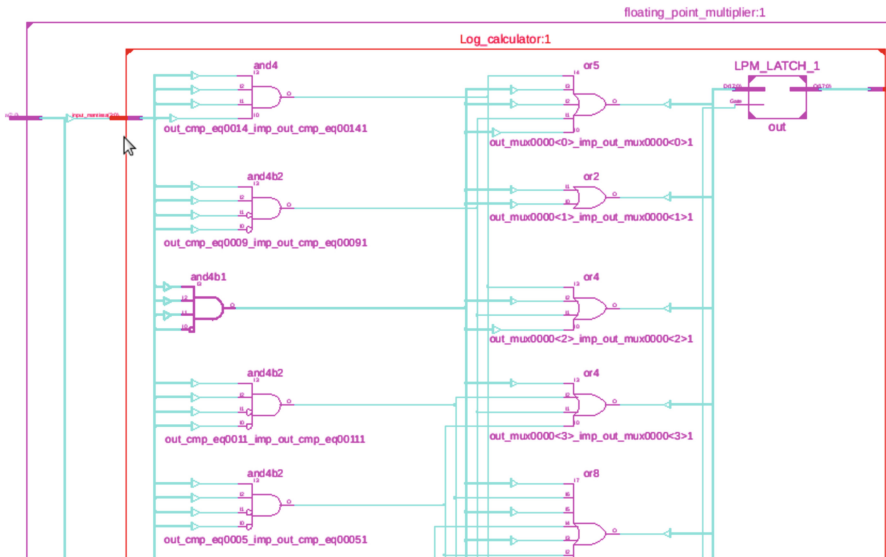 floating_point_multiplier:1
Log_calculator:1
and4
out_cmp_eq0014_imp_out_cmp_eq00141
and4b2
out_cmp_eq0009_imp_out_cmp_eq00091
and4b1
and4b2
out_cmp_eq0011_imp_out_cmp_eq00111
and4b2
out_cmp_eq0005_imp_out_cmp_eq00051
or5
out_mux0000<0>_imp_out_mux0000<0>1
or2
out_mux0000<1>_imp_out_mux0000<1>1
or4
out_mux0000<2>_imp_out_mux0000<2>1
or4
out_mux0000<3>_imp_out_mux0000<3>1
or8
LPM_LATCH_1
Gate
out